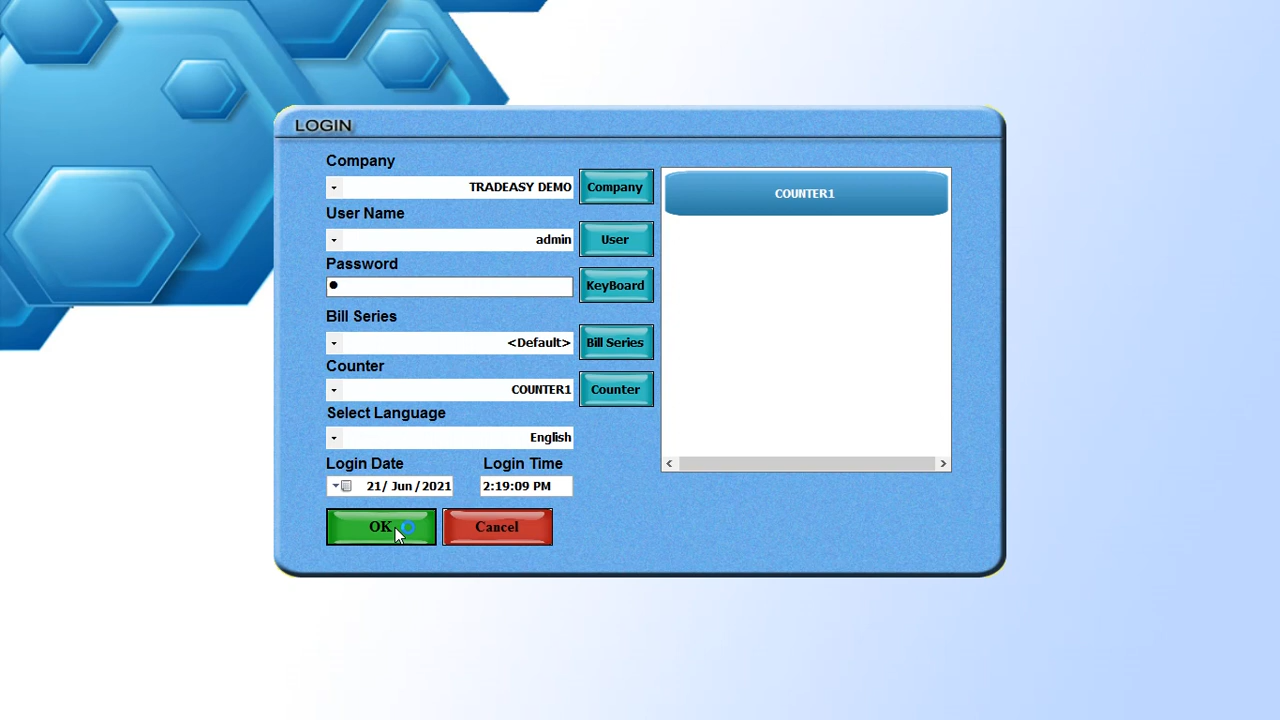 LOGIN
Company
TRADEASY DEMO
Company
User Name
admin
User
Password
●
KeyBoard
Bill Series
<Default>
Bill Series
Counter
COUNTER1
Counter
Select Language
English
Login Date
Login Time
21/ Jun /2021
2:19:09 PM
OK
Cancel
COUNTER1